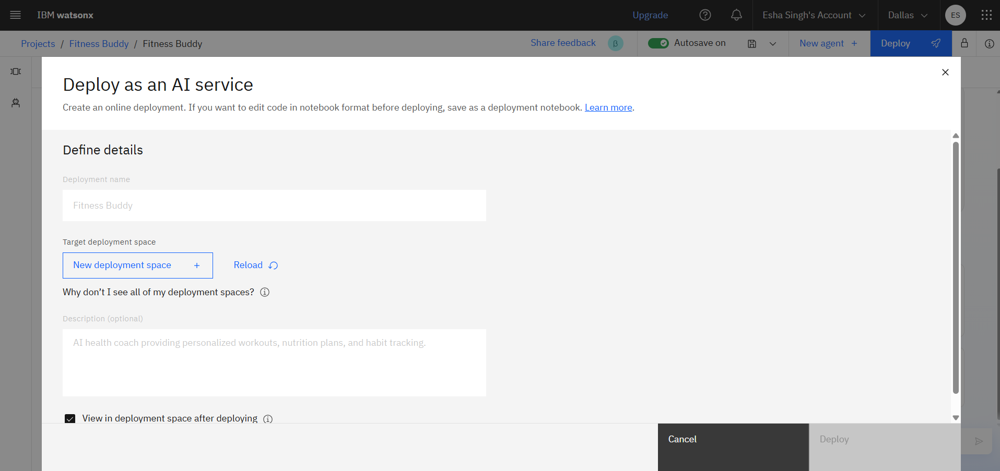 IBM watsonx
Upgrade
Esha Singh's Account
Dallas
ES
Projects / Fitness Buddy / Fitness Buddy
Share feedback
β
Autosave on
New agent +
Deploy
Deploy as an AI service
Create an online deployment. If you want to edit code in notebook format before deploying, save as a deployment notebook. Learn more.
Define details
Deployment name
Fitness Buddy
Target deployment space
New deployment space +
Reload
Why don’t I see all of my deployment spaces?
Description (optional)
AI health coach providing personalized workouts, nutrition plans, and habit tracking.
View in deployment space after deploying
Cancel
Deploy